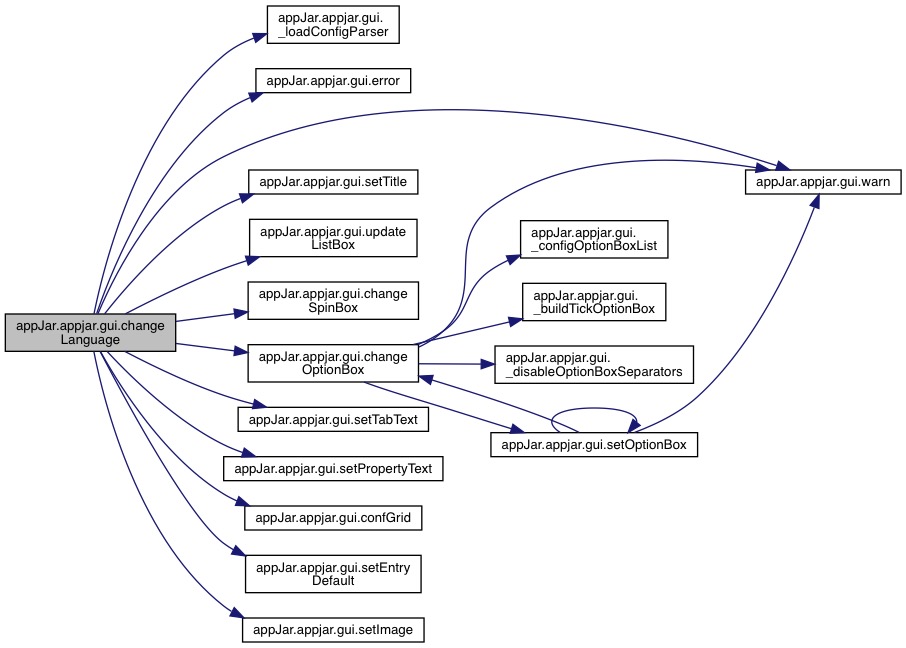 appJar.appjar.gui.
_loadConfigParser
appJar.appjar.gui.error
appJar.appjar.gui.setTitle
appJar.appjar.gui.warn
appJar.appjar.gui.update
ListBox
appJar.appjar.gui.
_configOptionBoxList
appJar.appjar.gui.change
SpinBox
appJar.appjar.gui.
_buildTickOptionBox
appJar.appjar.gui.change
Language
appJar.appjar.gui.change
OptionBox
appJar.appjar.gui.
_disableOptionBoxSeparators
appJar.appjar.gui.setTabText
appJar.appjar.gui.setOptionBox
appJar.appjar.gui.setPropertyText
appJar.appjar.gui.confGrid
appJar.appjar.gui.setEntry
Default
appJar.appjar.gui.setImage